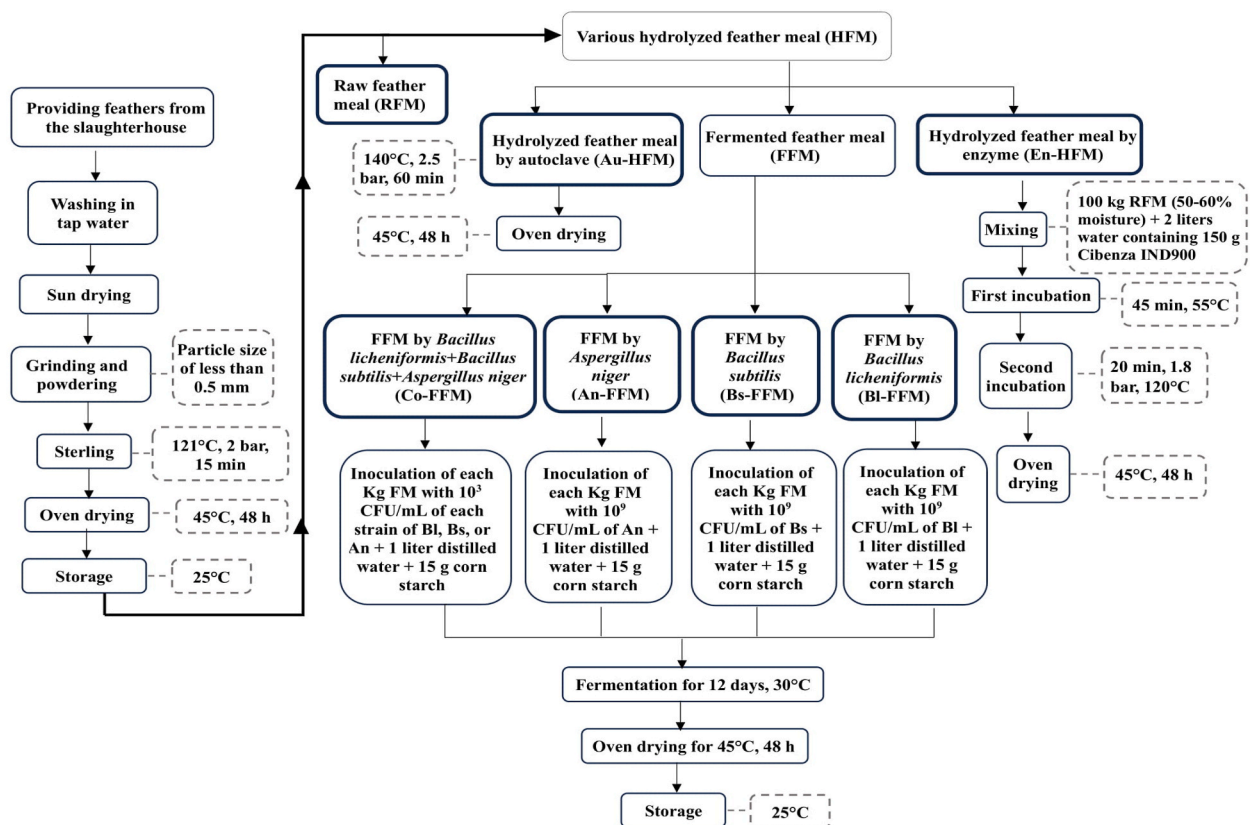 Various hydrolyzed feather meal (HFM)
Providing feathers from
the slaughterhouse
Washing in
tap water
Sun drying
Grinding and
powdering
Particle size
of less than
0.5 mm
Sterling
121°C, 2 bar,
15 min
Oven drying
45°C, 48 h
Storage
25°C
Raw feather
meal (RFM)
Hydrolyzed feather meal
by autoclave (Au-HFM)
140°C, 2.5
bar, 60 min
Oven drying
45°C, 48 h
Fermented feather meal
(FFM)
Hydrolyzed feather meal by
enzyme (En-HFM)
Mixing
100 kg RFM (50-60%
moisture) + 2 liters
water containing 150 g
Cibenza IND900
First incubation
45 min, 55°C
Second
incubation
20 min, 1.8
bar, 120°C
Oven
drying
45°C, 48 h
FFM by Bacillus
licheniformis+Bacillus
subtilis+Aspergillus niger
(Co-FFM)
FFM by
Aspergillus
niger
(An-FFM)
FFM by
Bacillus
subtilis
(Bs-FFM)
FFM by
Bacillus
licheniformis
(Bl-FFM)
Inoculation of each
Kg FM with 10³
CFU/mL of each
strain of Bl, Bs, or
An + 1 liter distilled
water + 15 g corn
starch
Inoculation of
each Kg FM
with 10⁹
CFU/mL of An +
1 liter distilled
water + 15 g
corn starch
Inoculation of
each Kg FM
with 10⁹
CFU/mL of Bs +
1 liter distilled
water + 15 g
corn starch
Inoculation of
each Kg FM
with 10⁹
CFU/mL of Bl +
1 liter distilled
water + 15 g
corn starch
Fermentation for 12 days, 30°C
Oven drying for 45°C, 48 h
Storage
25°C